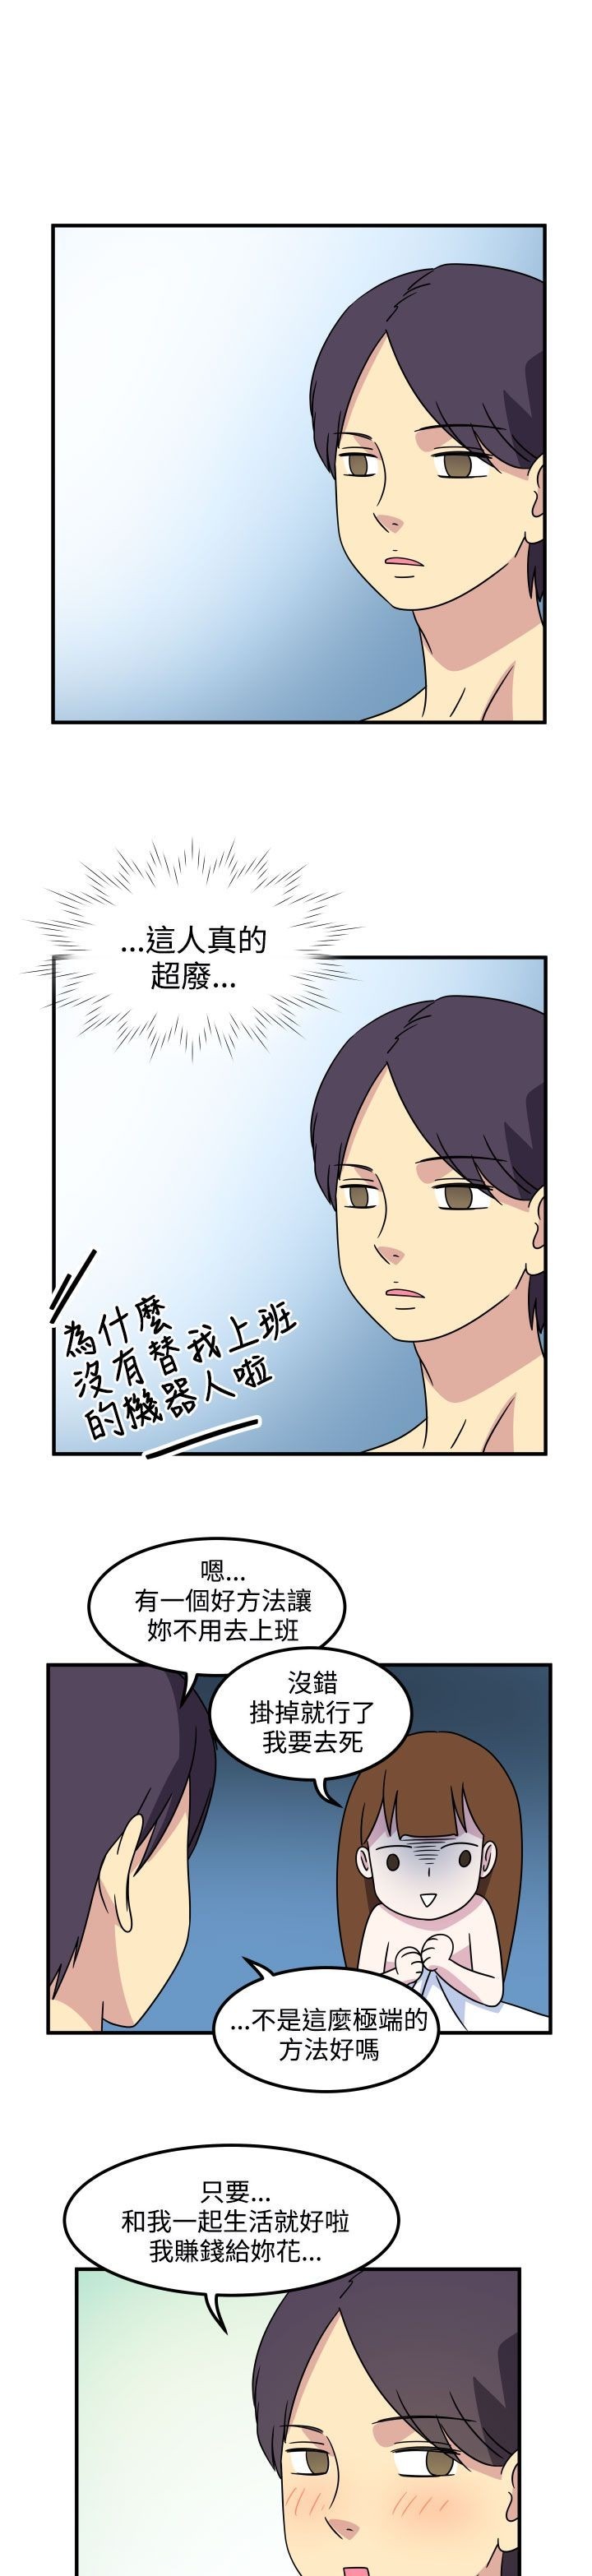 ...這人真的
超廢...
為什麼
沒有替我上班
的機器人啦
嗯...
有一個好方法讓
妳不用去上班
沒錯
掛掉就行了
我要去死
...不是這麼極端的
方法好嗎
只要...
和我一起生活就好啦
我賺錢給妳花...